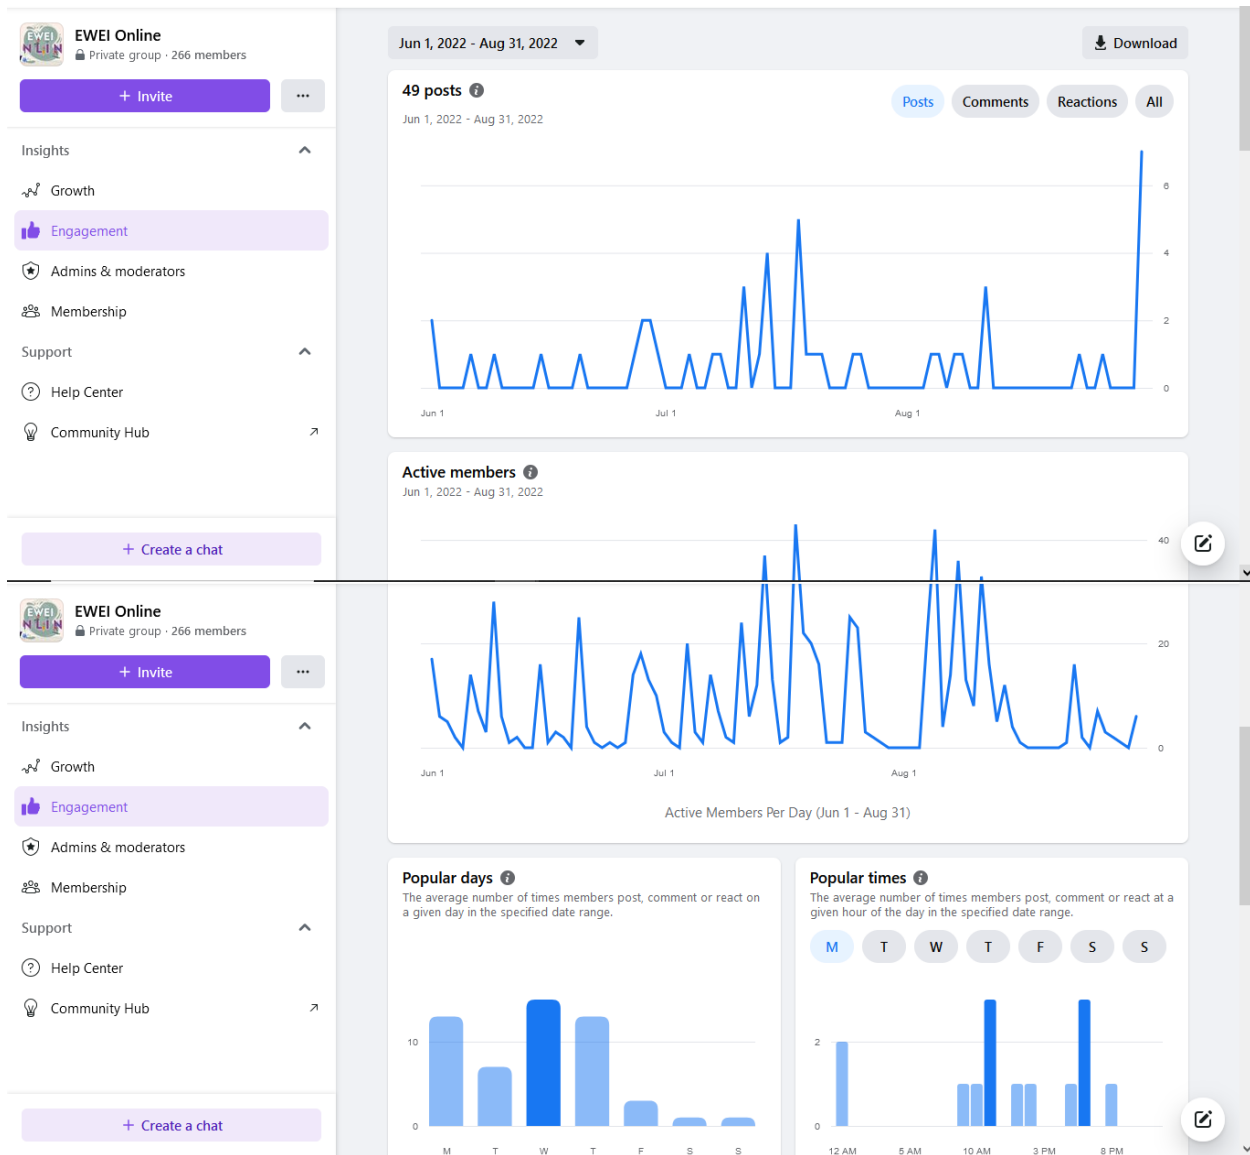 EWEI Online
Private group · 266 members
+ Invite
...
Insights
Growth
Engagement
Admins & moderators
Membership
Support
Help Center
Community Hub
+ Create a chat
Jun 1, 2022 - Aug 31, 2022
Download
49 posts
Jun 1, 2022 - Aug 31, 2022
Posts Comments Reactions All
6
4
2
0
Jun 1 Jul 1 Aug 1
Active members
Jun 1, 2022 - Aug 31, 2022
40
EWEI Online
Private group · 266 members
+ Invite
...
Insights
Growth
Engagement
Admins & moderators
Membership
Support
Help Center
Community Hub
+ Create a chat
20
0
Jun 1 Jul 1 Aug 1
Active Members Per Day (Jun 1 - Aug 31)
Popular days
The average number of times members post, comment or react on
a given day in the specified date range.
10
0
M T W T F S S
Popular times
The average number of times members post, comment or react at a
given hour of the day in the specified date range.
M T W T F S S
2
0
12 AM 5 AM 10 AM 3 PM 8 PM